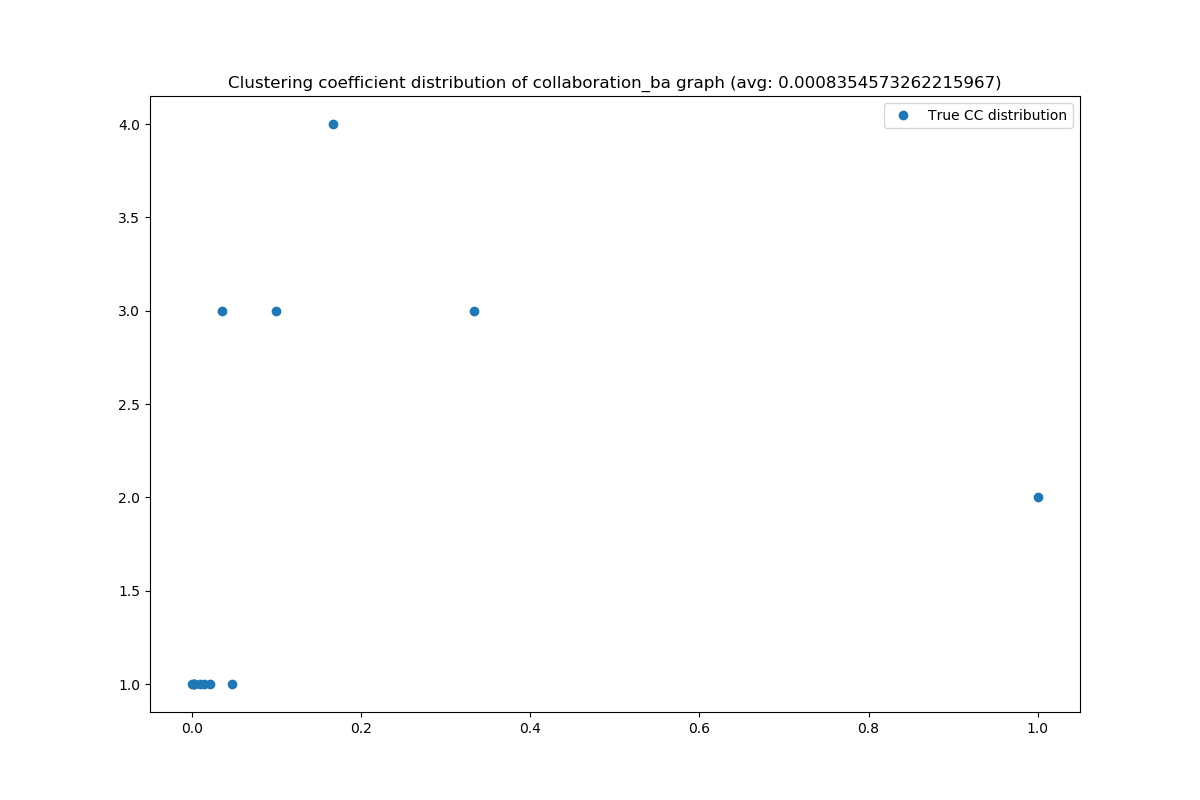 Clustering coefficient distribution of collaboration_ba graph (avg: 0.0008354573262215967)
True CC distribution
4.0
3.5
3.0
2.5
2.0
1.5
1.0
0.0 0.2 0.4 0.6 0.8 1.0